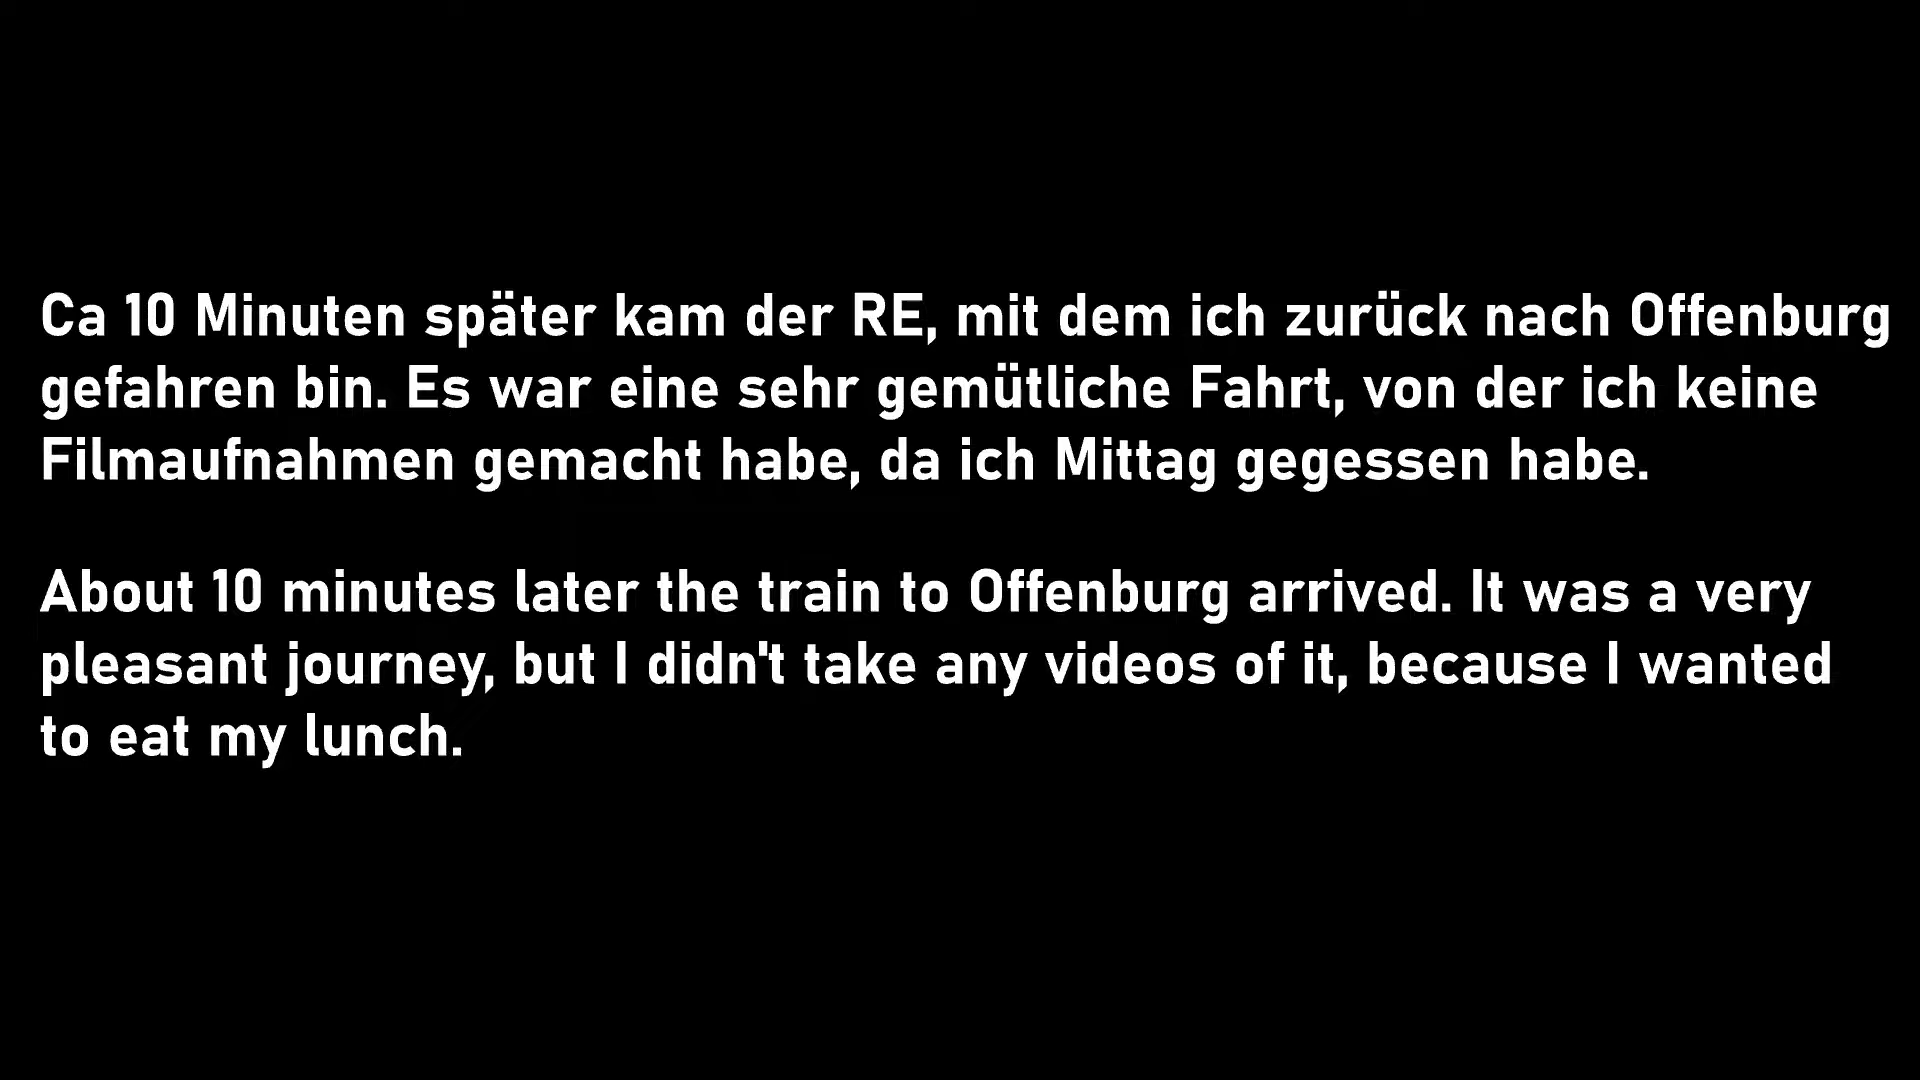 Ca 10 Minuten später kam der RE, mit dem ich zurück nach Offenburg
gefahren bin. Es war eine sehr gemütliche Fahrt, von der ich keine
Filmaufnahmen gemacht habe, da ich Mittag gegessen habe.
About 10 minutes later the train to Offenburg arrived. It was a very
pleasant journey, but I didn't take any videos of it, because I wanted
to eat my lunch.